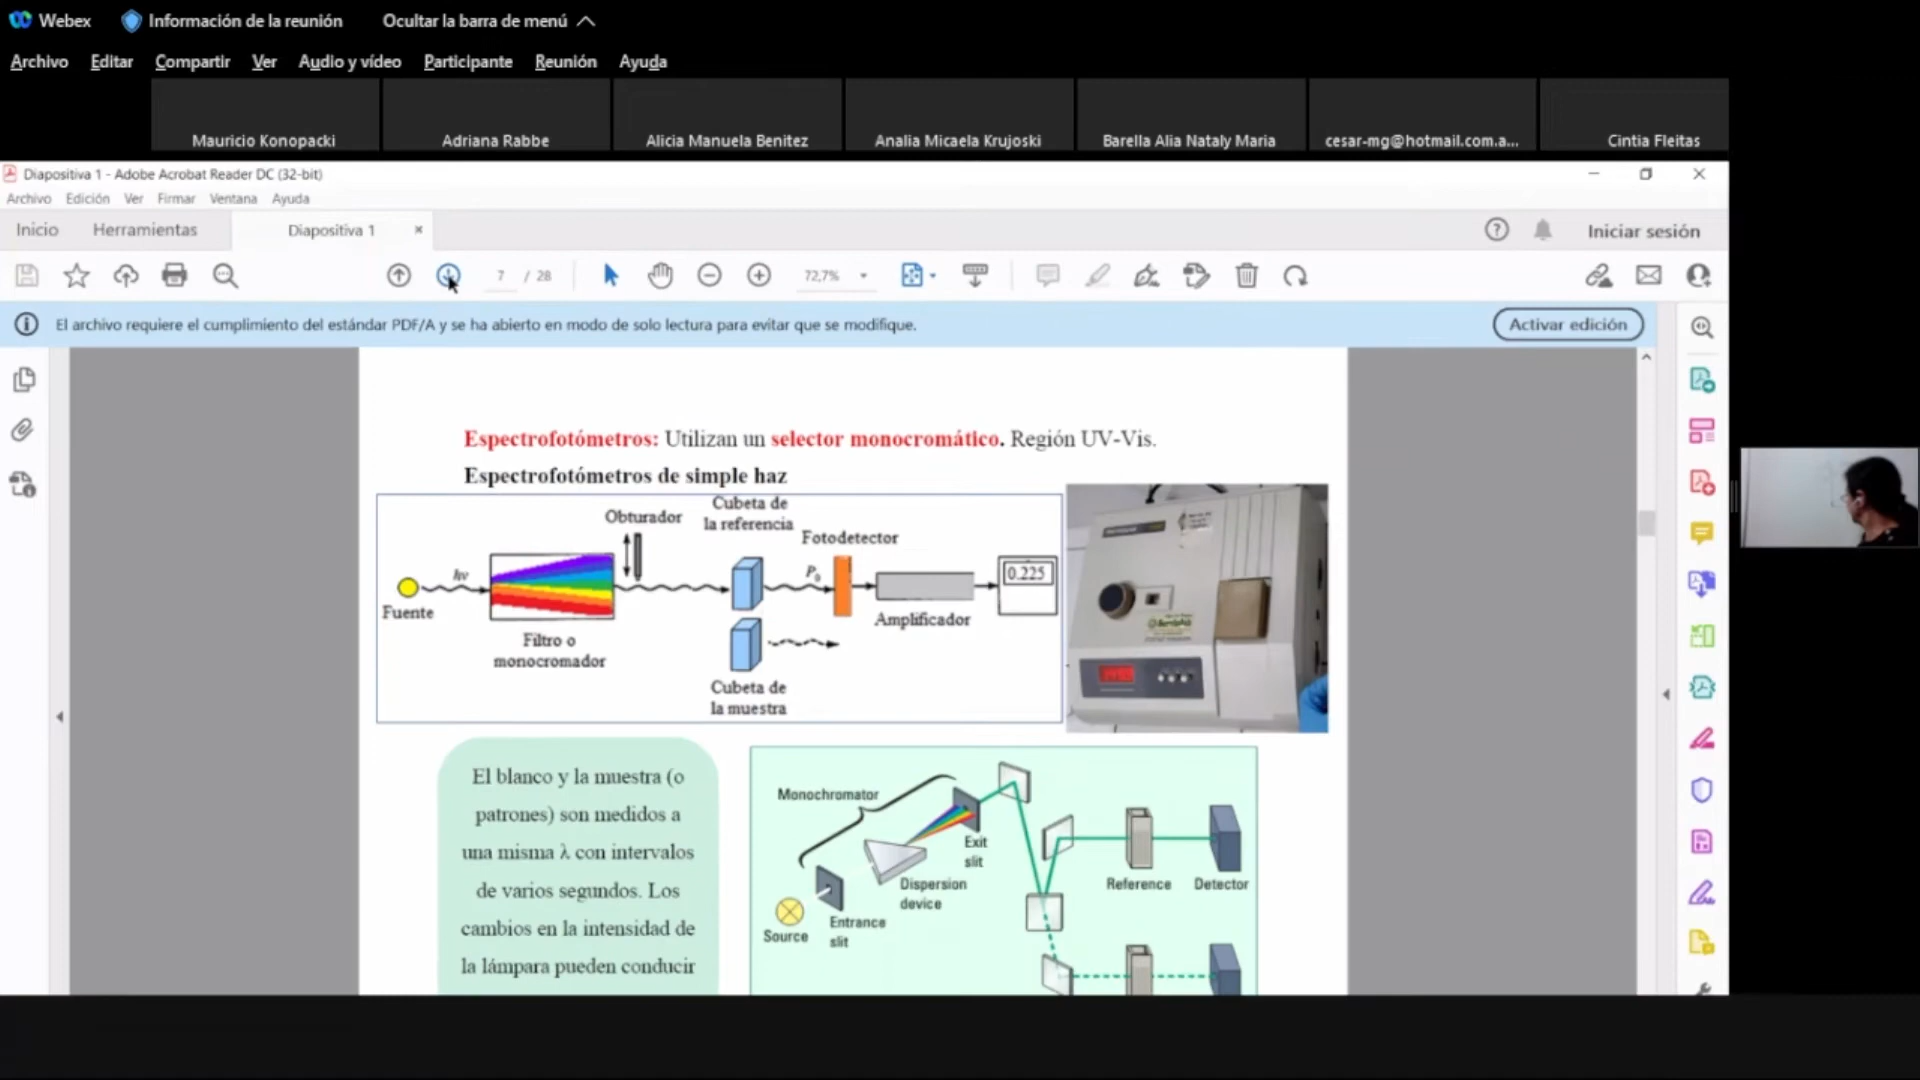 Webex Información de la reunión Ocultar la barra de menú
Archivo Editar Compartir Ver Audio y vídeo Participante Reunión Ayuda
Mauricio Konopacki Adriana Rabbe Alicia Manuela Benitez Analia Micaela Krujoski Barella Alia Nataly Maria cesar-mg@hotmail.com.a... Cintia Fleitas
Diapositiva 1 - Adobe Acrobat Reader DC (32-bit)
Archivo Edición Ver Firmar Ventana Ayuda
Inicio Herramientas Diapositiva 1 × Iniciar sesión
7 / 28 72,7%
El archivo requiere el cumplimiento del estándar PDF/A y se ha abierto en modo de solo lectura para evitar que se modifique. Activar edición
Espectrofotómetros: Utilizan un selector monocromático. Región UV-Vis.
Espectrofotómetros de simple haz
Obturador
Cubeta de
la referencia
Fotodetector
hν
P0
0.225
Fuente
Amplificador
Filtro o
monocromador
Cubeta de
la muestra
El blanco y la muestra (o
patrones) son medidos a
una misma λ con intervalos
de varios segundos. Los
cambios en la intensidad de
la lámpara pueden conducir
Monochromator
Exit
slit
Dispersion
device
Reference Detector
Entrance
slit
Source